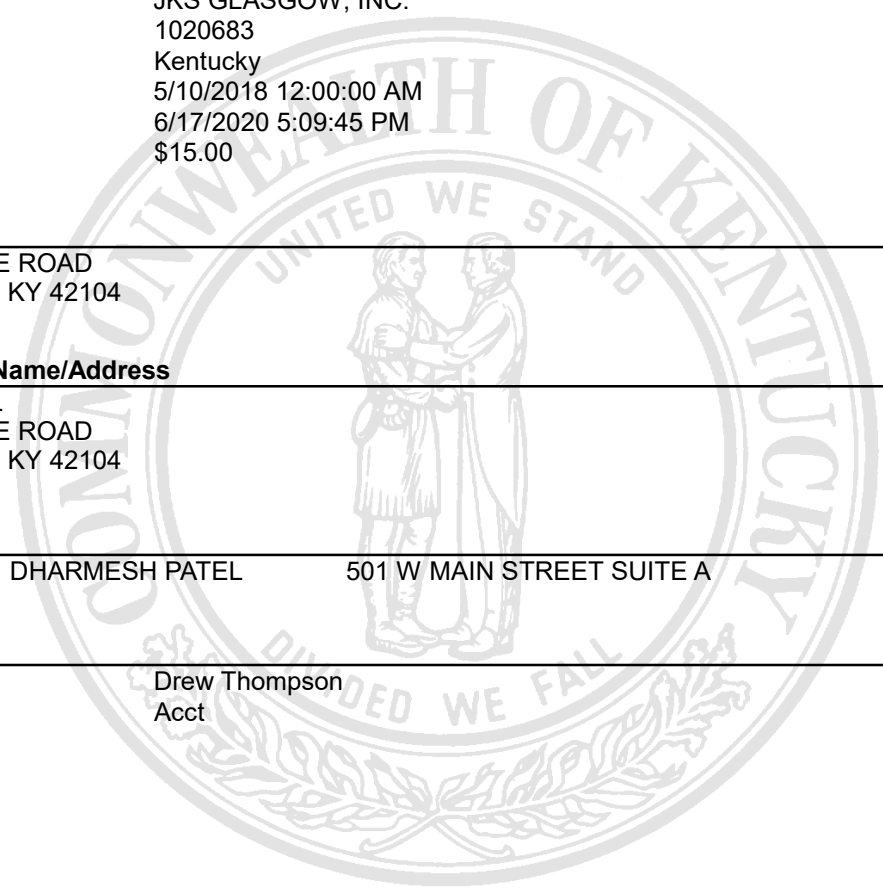 JKS GLASGOW, INC.
1020683
Kentucky
5/10/2018 12:00:00 AM
6/17/2020 5:09:45 PM
$15.00
COMMONWEALTH OF KENTUCKY
UNITED WE STAND
E ROAD
KY 42104
Name/Address
E ROAD
KY 42104
DHARMESH PATEL 501 W MAIN STREET SUITE A
DIVIDED WE FALL
Drew Thompson
Acct